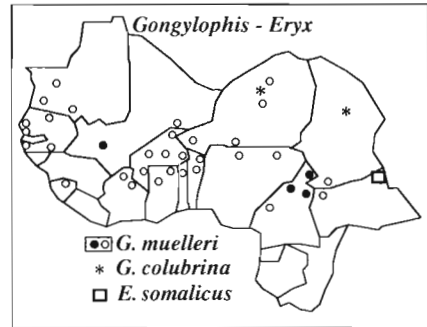 Gongylophis - Eryx
G. muelleri
G. colubrina
E. somalicus